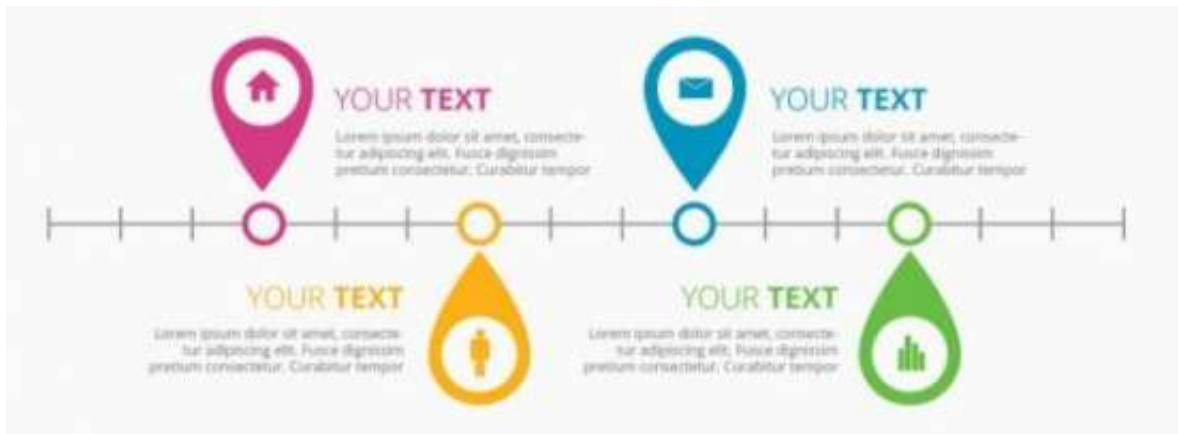 YOUR TEXT
Lorem ipsum dolor sit amet, consecte-
tur adipiscing elit. Fusce dignissim
pretium consectetur. Curabitur tempor
YOUR TEXT
Lorem ipsum dolor sit amet, consecte-
tur adipiscing elit. Fusce dignissim
pretium consectetur. Curabitur tempor
YOUR TEXT
Lorem ipsum dolor sit amet, consecte-
tur adipiscing elit. Fusce dignissim
pretium consectetur. Curabitur tempor
YOUR TEXT
Lorem ipsum dolor sit amet, consecte-
tur adipiscing elit. Fusce dignissim
pretium consectetur. Curabitur tempor